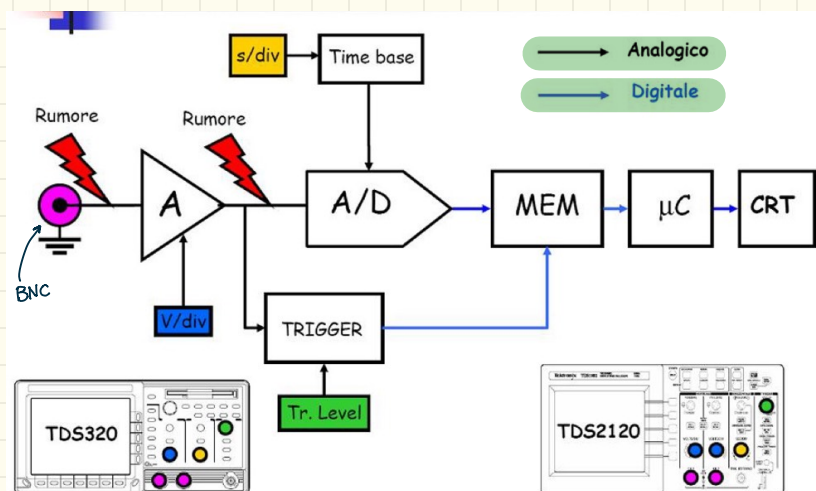 s/div
Time base
Analogico
Digitale
Rumore
Rumore
A
A/D
MEM
μC
CRT
BNC
V/div
TRIGGER
Tr. Level
TDS320
TDS2120